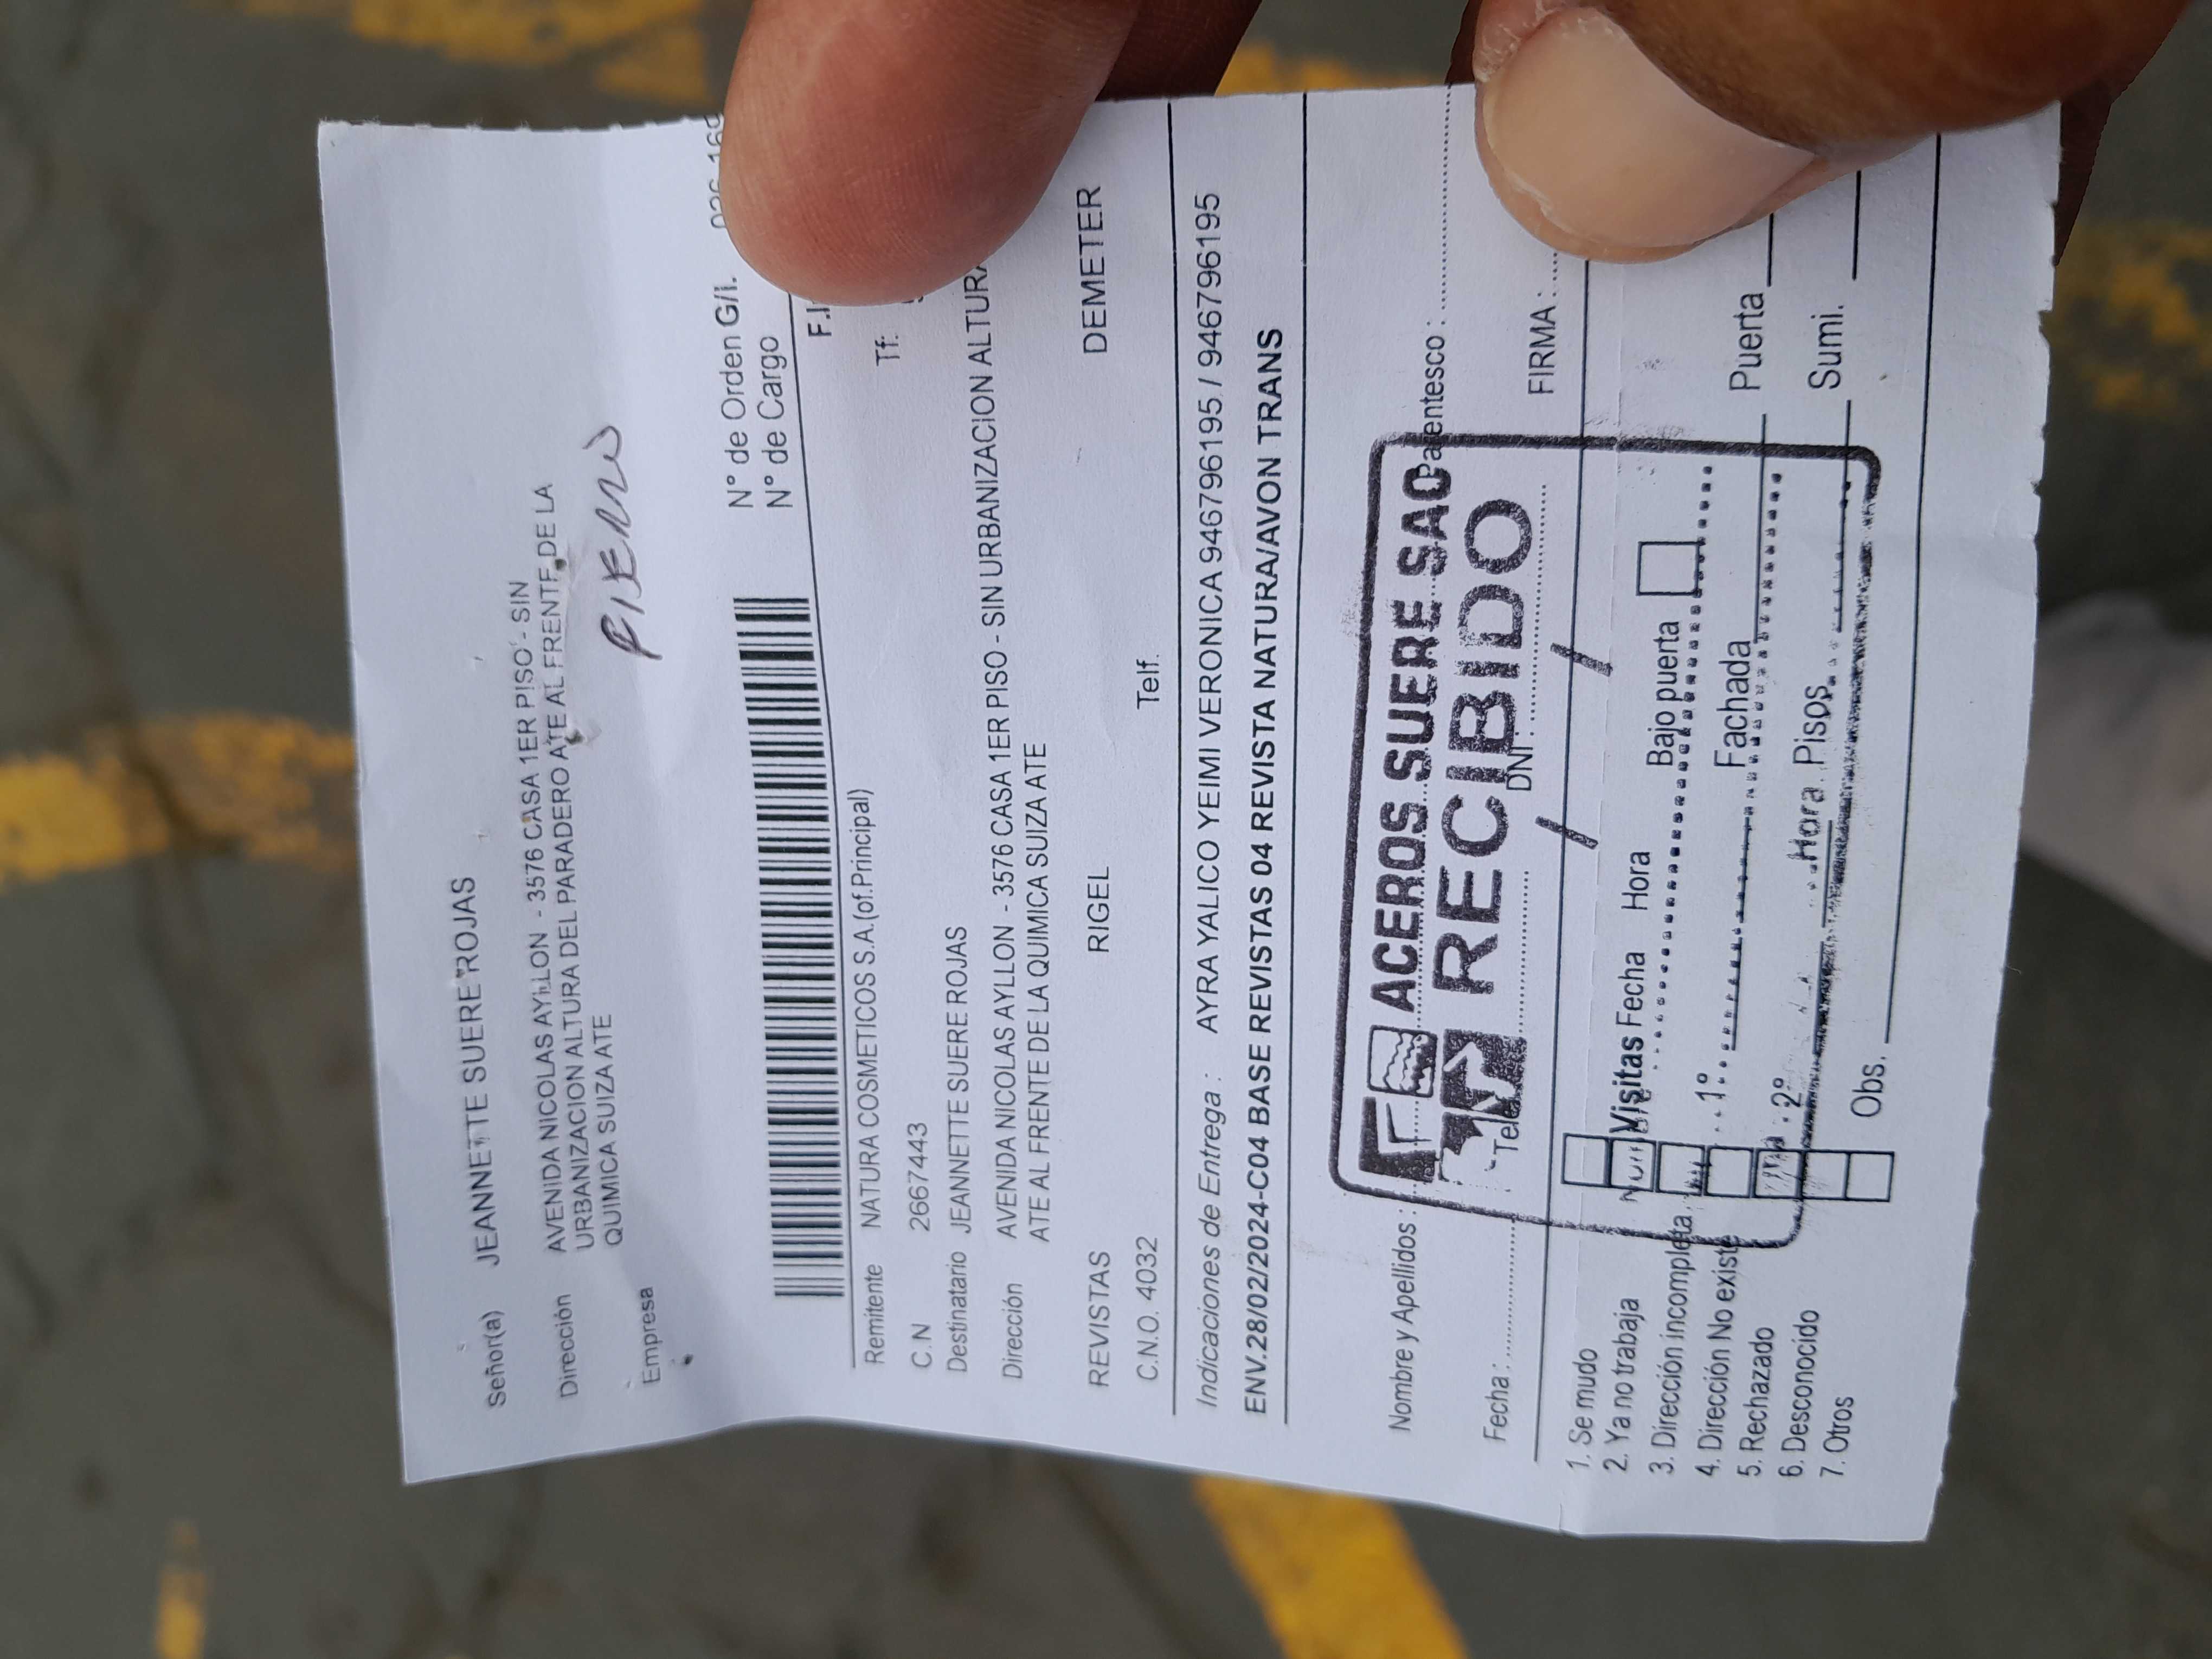 Señor(a) JEANNETTE SUERE ROJAS
Dirección AVENIDA NICOLAS AYLLON - 3576 CASA 1ER PISO - SIN
URBANIZACION ALTURA DEL PARADERO ATE AL FRENTE DE LA
QUIMICA SUIZA ATE
Empresa
N° de Orden G/I.
N° de Cargo
Remitente NATURA COSMETICOS S.A.(of.Principal)
C.N 2667443 Tf:
Destinatario JEANNETTE SUERE ROJAS
Dirección AVENIDA NICOLAS AYLLON - 3576 CASA 1ER PISO - SIN URBANIZACION ALTURA
ATE AL FRENTE DE LA QUIMICA SUIZA ATE
REVISTAS RIGEL DEMETER
C.N.O. 4032 Telf.
Indicaciones de Entrega : AYRA YALICO YEIMI VERONICA 946796195 / 946796195
ENV.28/02/2024-C04 BASE REVISTAS 04 REVISTA NATURA/AVON TRANS
ACEROS SUERE SAC
RECIBIDO
Nombre y Apellidos : Parentesco :
Fecha : DNI FIRMA :
1. Se mudo
2. Ya no trabaja Visitas Fecha Hora Bajo puerta
3. Dirección incompleta
4. Dirección No existe 1º Fachada Puerta
5. Rechazado
6. Desconocido 2º Hora Pisos Sumi.
7. Otros Obs.